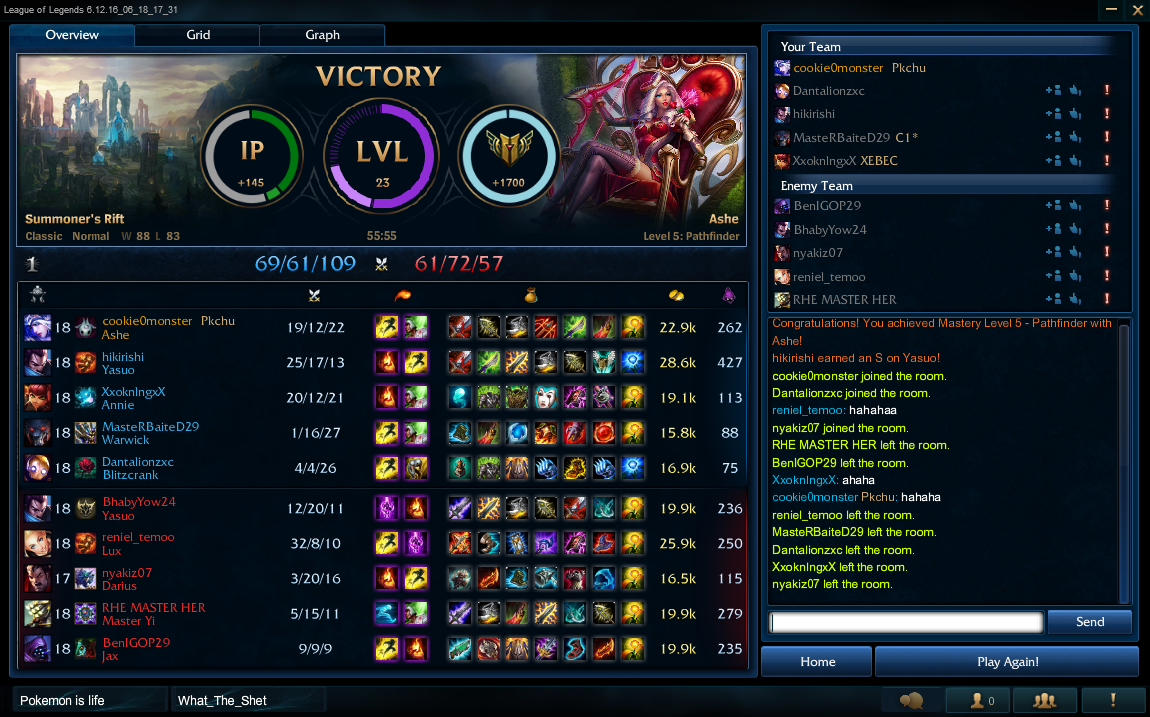 League of Legends 6.12.16_06_18_17_31
Overview Grid Graph
VICTORY
IP
+145
LVL
23
+1700
Summoner's Rift
Ashe
Classic Normal W 88 L 83
55:55
Level 5: Pathfinder
1 69/61/109 61/72/57
18 cookie0monster Pkchu
Ashe
19/12/22 22.9k 262
18 hikirishi
Yasuo
25/17/13 28.6k 427
18 XxoknIngxX
Annie
20/12/21 19.1k 113
18 MasteRBaiteD29
Warwick
1/16/27 15.8k 88
18 Dantalionzxc
Blitzcrank
4/4/26 16.9k 75
18 BhabyYow24
Yasuo
12/20/11 19.9k 236
18 reniel_temoo
Lux
32/8/10 25.9k 250
17 nyakiz07
Darius
3/20/16 16.5k 115
18 RHE MASTER HER
Master Yi
5/15/11 19.9k 279
18 BenIGOP29
Jax
9/9/9 19.9k 235
Your Team
cookie0monster Pkchu
Dantalionzxc
hikirishi
MasteRBaiteD29 C1*
XxoknIngxX XEBEC
Enemy Team
BenIGOP29
BhabyYow24
nyakiz07
reniel_temoo
RHE MASTER HER
Congratulations! You achieved Mastery Level 5 - Pathfinder with
Ashe!
hikirishi earned an S on Yasuo!
cookie0monster joined the room.
Dantalionzxc joined the room.
reniel_temoo: hahahaa
nyakiz07 joined the room.
RHE MASTER HER left the room.
BenIGOP29 left the room.
XxoknIngxX: ahaha
cookie0monster Pkchu: hahaha
reniel_temoo left the room.
MasteRBaiteD29 left the room.
Dantalionzxc left the room.
XxoknIngxX left the room.
nyakiz07 left the room.
Send
Home Play Again!
Pokemon is life What_The_Shet 0